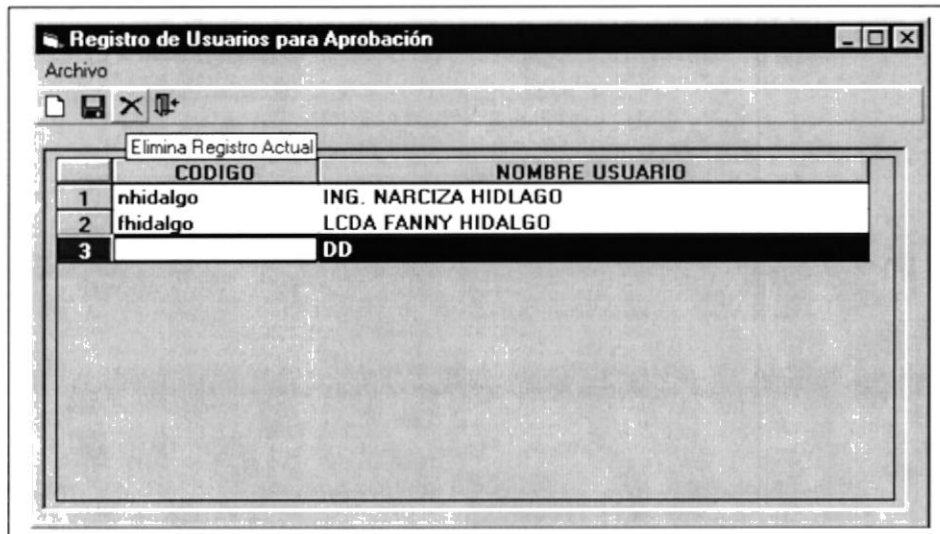 Registro de Usuarios para Aprobación
Archivo
Elimina Registro Actual
CODIGO NOMBRE USUARIO
1 nhidalgo ING. NARCIZA HIDLAGO
2 fhidalgo LCDA FANNY HIDALGO
3 DD